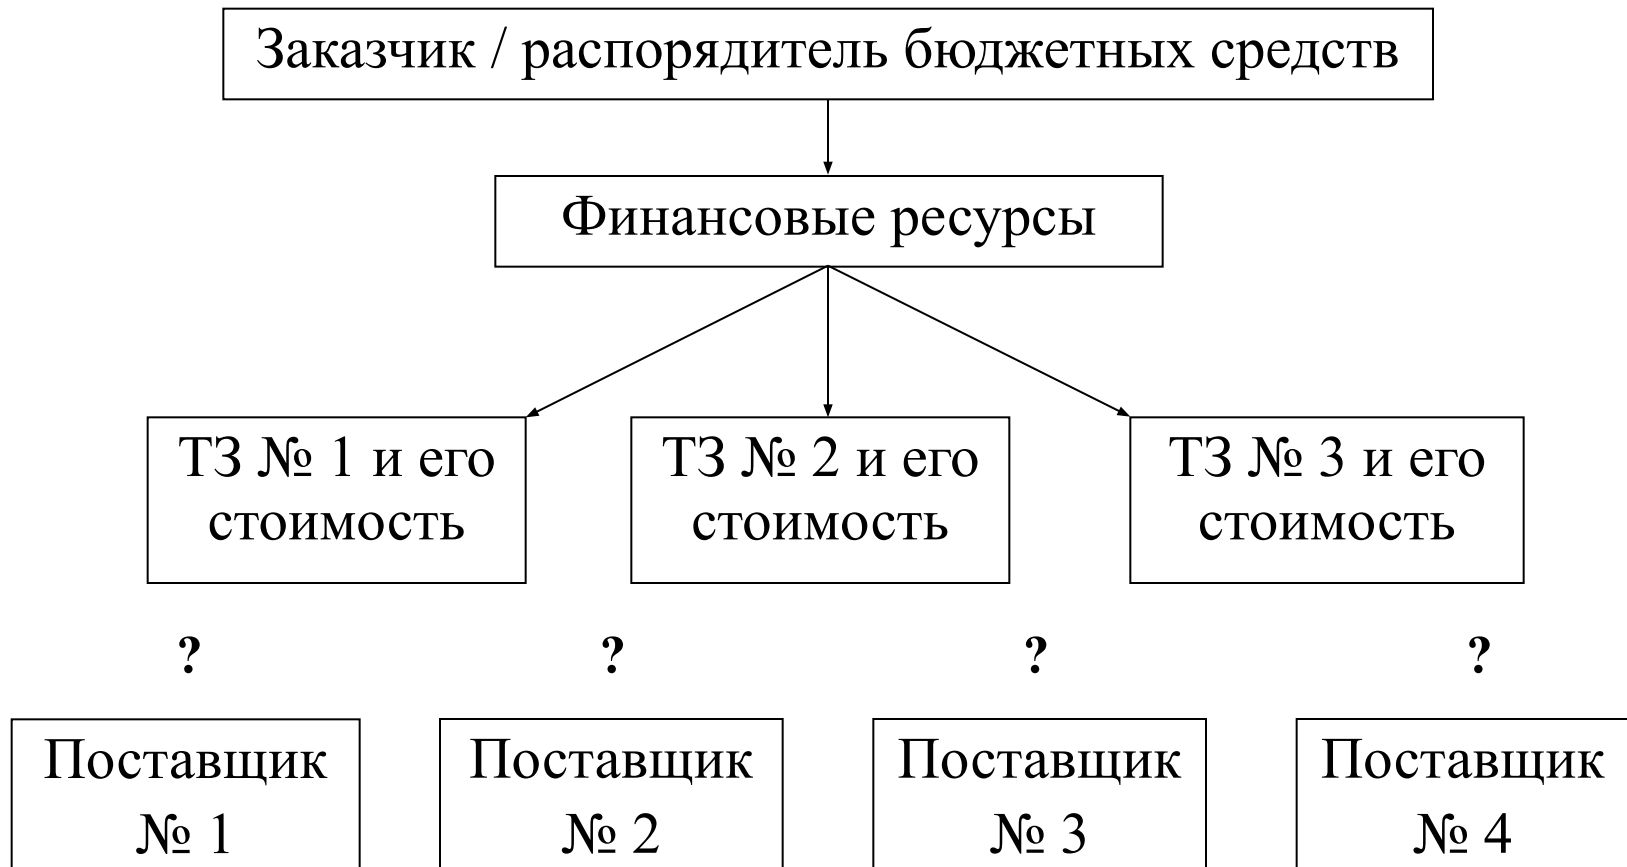 Заказчик / распорядитель бюджетных средств
Финансовые ресурсы
ТЗ № 1 и его
стоимость
ТЗ № 2 и его
стоимость
ТЗ № 3 и его
стоимость
?
?
?
?
Поставщик
№ 1
Поставщик
№ 2
Поставщик
№ 3
Поставщик
№ 4